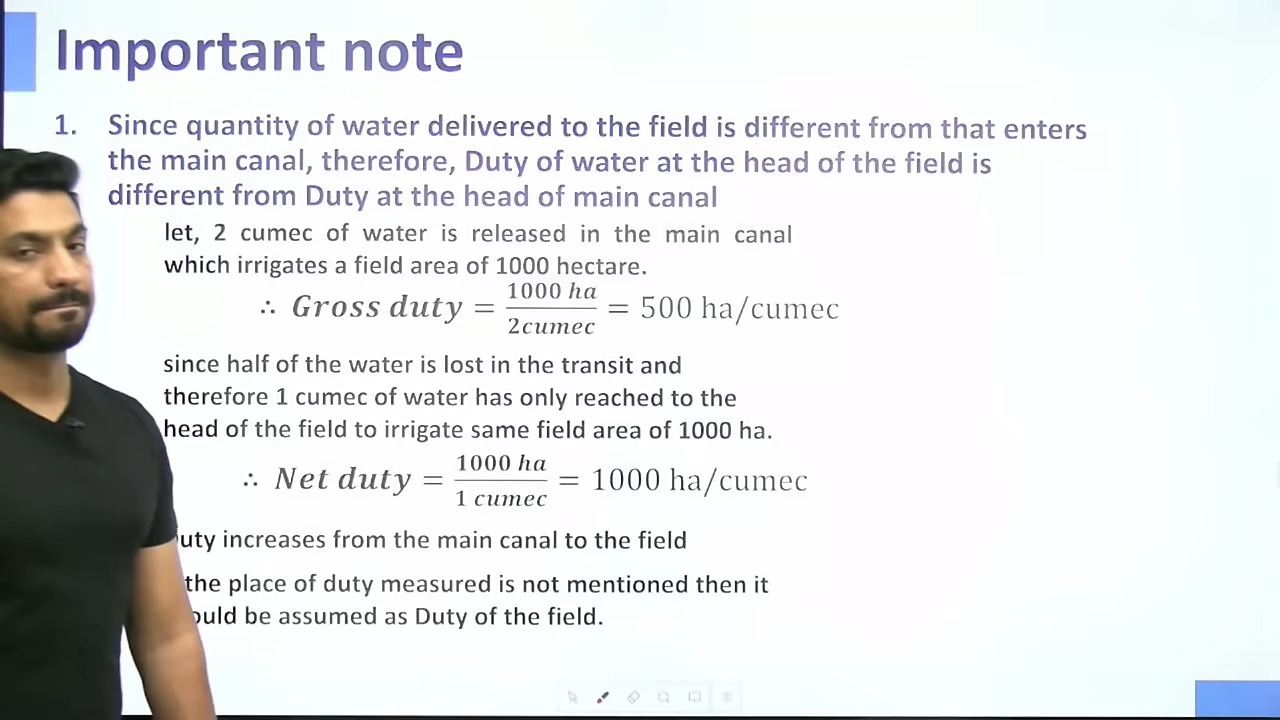 Important note
1. Since quantity of water delivered to the field is different from that enters
the main canal, therefore, Duty of water at the head of the field is
different from Duty at the head of main canal
let, 2 cumec of water is released in the main canal
which irrigates a field area of 1000 hectare.
∴ Gross duty = 1000 ha / 2cumec = 500 ha/cumec
since half of the water is lost in the transit and
therefore 1 cumec of water has only reached to the
head of the field to irrigate same field area of 1000 ha.
∴ Net duty = 1000 ha / 1 cumec = 1000 ha/cumec
uty increases from the main canal to the field
the place of duty measured is not mentioned then it
ould be assumed as Duty of the field.